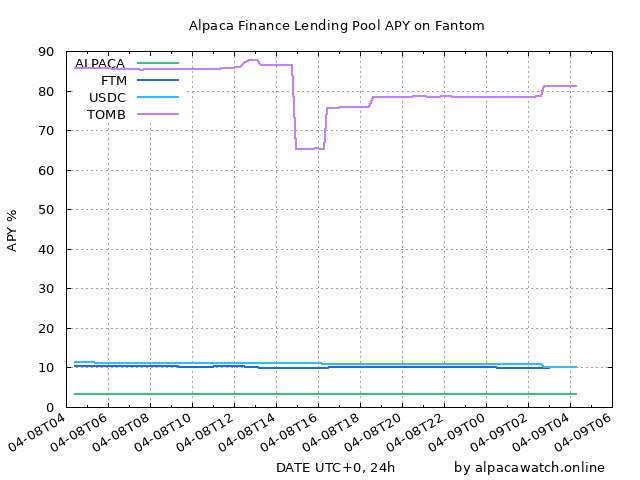 Alpaca Finance Lending Pool APY on Fantom
90
80
70
60
50
40
30
20
10
0
APY %
ALPACA
FTM
USDC
TOMB
04-08T04
04-08T06
04-08T08
04-08T10
04-08T12
04-08T14
04-08T16
04-08T18
04-08T20
04-08T22
04-09T00
04-09T02
04-09T04
04-09T06
DATE UTC+0, 24h
by alpacawatch.online